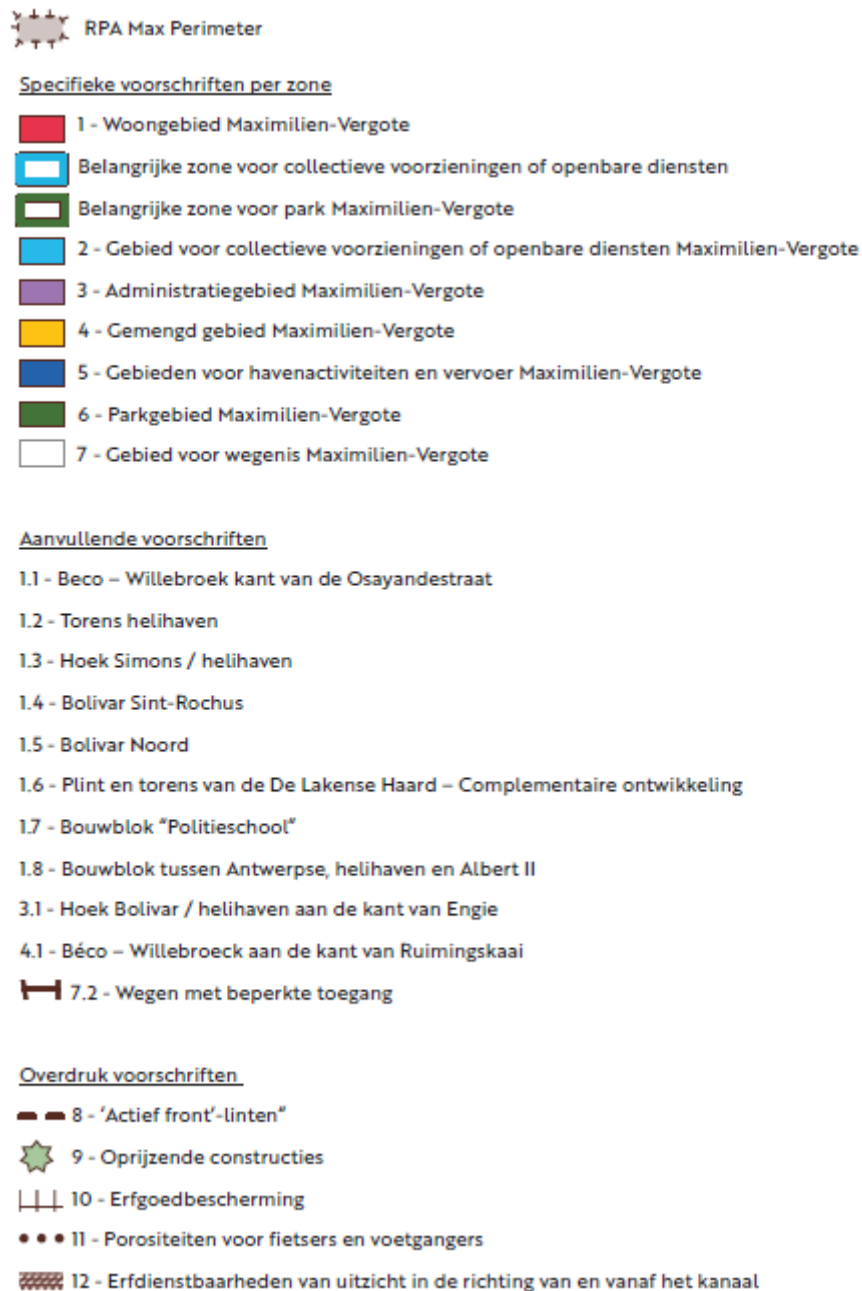 RPA Max Perimeter
Specifieke voorschriften per zone
1 - Woongebied Maximilien-Vergote
Belangrijke zone voor collectieve voorzieningen of openbare diensten
Belangrijke zone voor park Maximilien-Vergote
2 - Gebied voor collectieve voorzieningen of openbare diensten Maximilien-Vergote
3 - Administratiegebied Maximilien-Vergote
4 - Gemengd gebied Maximilien-Vergote
5 - Gebieden voor havenactiviteiten en vervoer Maximilien-Vergote
6 - Parkgebied Maximilien-Vergote
7 - Gebied voor wegenis Maximilien-Vergote
Aanvullende voorschriften
1.1 - Beco – Willebroek kant van de Osayandestraat
1.2 - Torens helihaven
1.3 - Hoek Simons / helihaven
1.4 - Bolivar Sint-Rochus
1.5 - Bolivar Noord
1.6 - Plint en torens van de De Lakense Haard – Complementaire ontwikkeling
1.7 - Bouwblok “Politieschool”
1.8 - Bouwblok tussen Antwerpse, helihaven en Albert II
3.1 - Hoek Bolivar / helihaven aan de kant van Engie
4.1 - Béco – Willebroeck aan de kant van Ruimingskaai
7.2 - Wegen met beperkte toegang
Overdruk voorschriften
8 - ‘Actief front’-linten”
9 - Oprijzende constructies
10 - Erfgoedbescherming
11 - Porositeiten voor fietsers en voetgangers
12 - Erfdienstbaarheden van uitzicht in de richting van en vanaf het kanaal